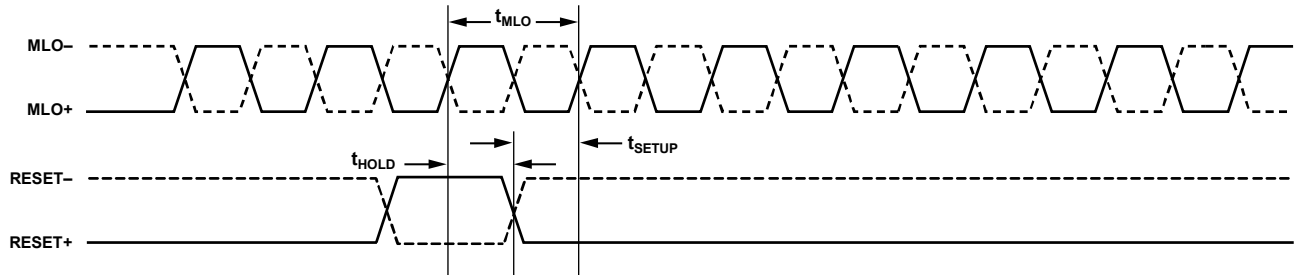 tMLO
MLO–
MLO+
tSETUP
tHOLD
RESET–
RESET+